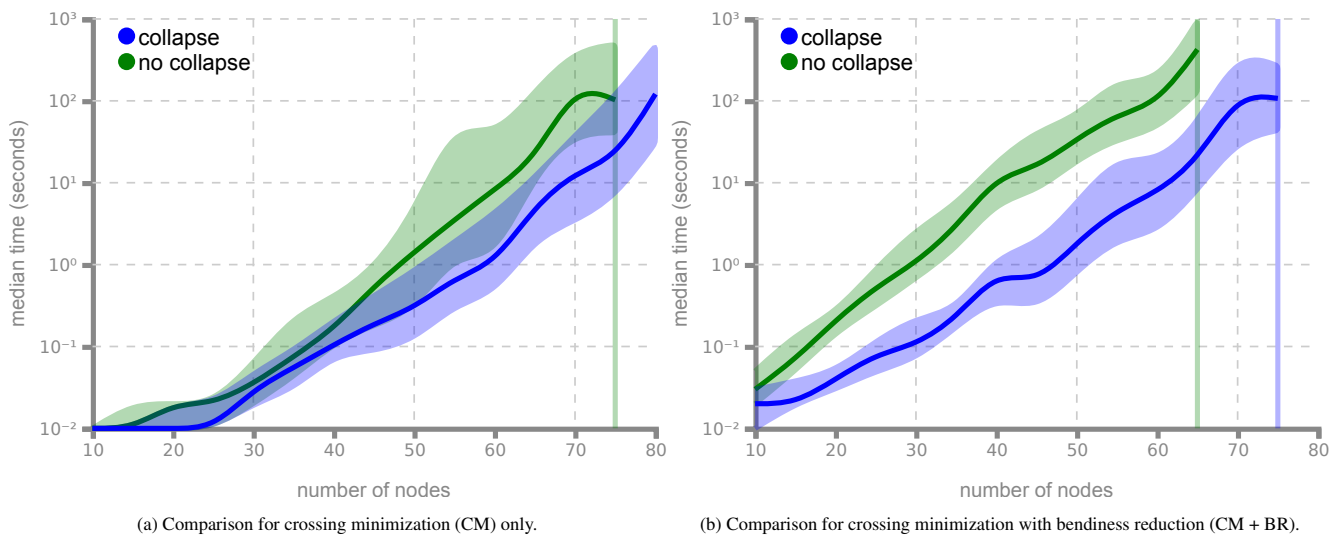 10³
10²
10¹
10⁰
10⁻¹
10⁻²
median time (seconds)
collapse
no collapse
10 20 30 40 50 60 70 80
number of nodes
(a) Comparison for crossing minimization (CM) only.
10³
10²
10¹
10⁰
10⁻¹
10⁻²
median time (seconds)
collapse
no collapse
10 20 30 40 50 60 70 80
number of nodes
(b) Comparison for crossing minimization with bendiness reduction (CM + BR).